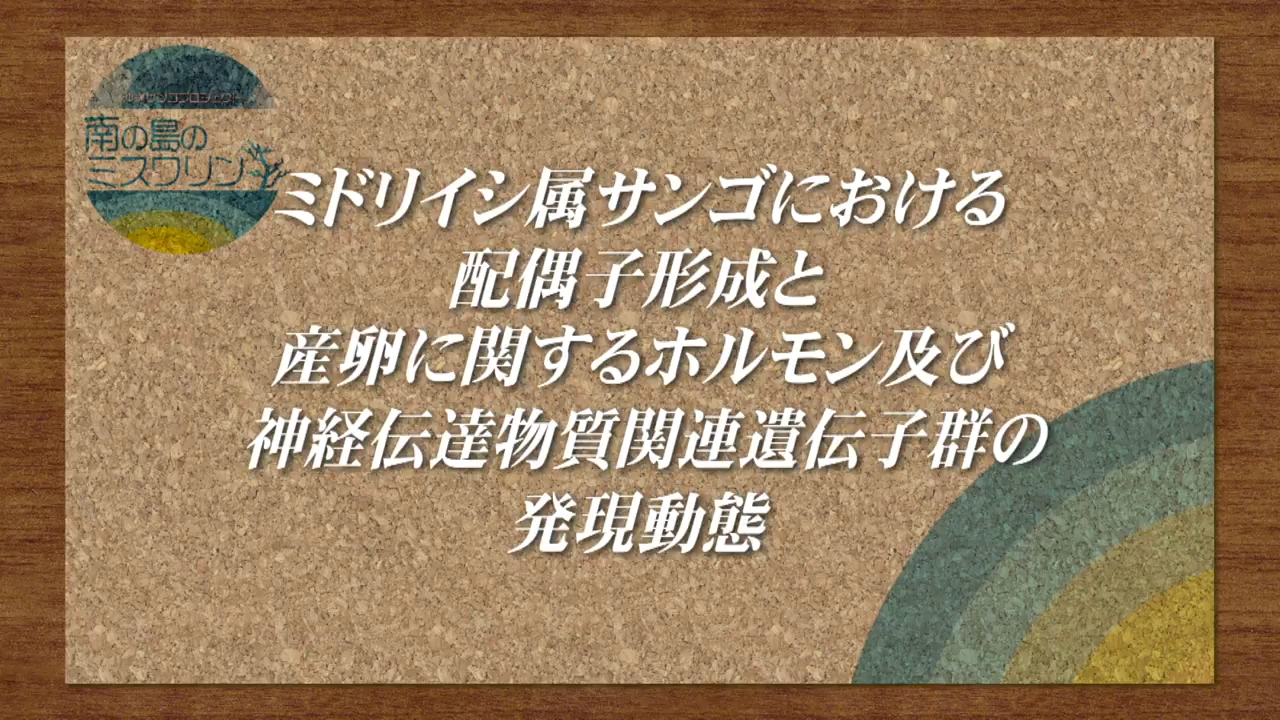 南の島の
ミスワリン
ミドリイシ属サンゴにおける
配偶子形成と
産卵に関するホルモン及び
神経伝達物質関連遺伝子群の
発現動態